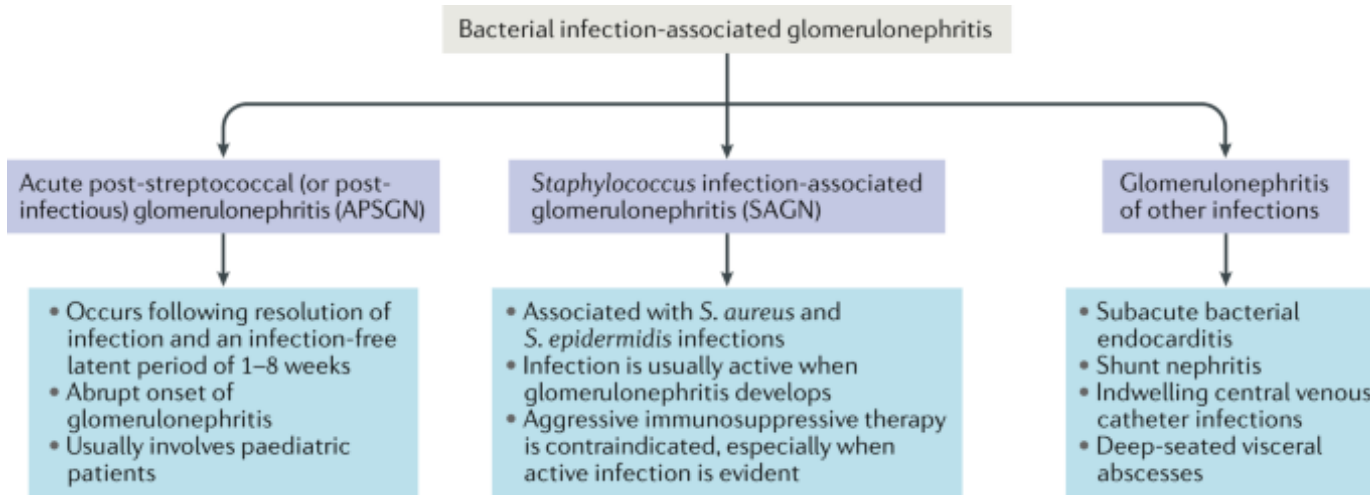 Bacterial infection-associated glomerulonephritis
Acute post-streptococcal (or post-
infectious) glomerulonephritis (APSGN)
• Occurs following resolution of
infection and an infection-free
latent period of 1–8 weeks
• Abrupt onset of
glomerulonephritis
• Usually involves paediatric
patients
Staphylococcus infection-associated
glomerulonephritis (SAGN)
• Associated with S. aureus and
S. epidermidis infections
• Infection is usually active when
glomerulonephritis develops
• Aggressive immunosuppressive therapy
is contraindicated, especially when
active infection is evident
Glomerulonephritis
of other infections
• Subacute bacterial
endocarditis
• Shunt nephritis
• Indwelling central venous
catheter infections
• Deep-seated visceral
abscesses